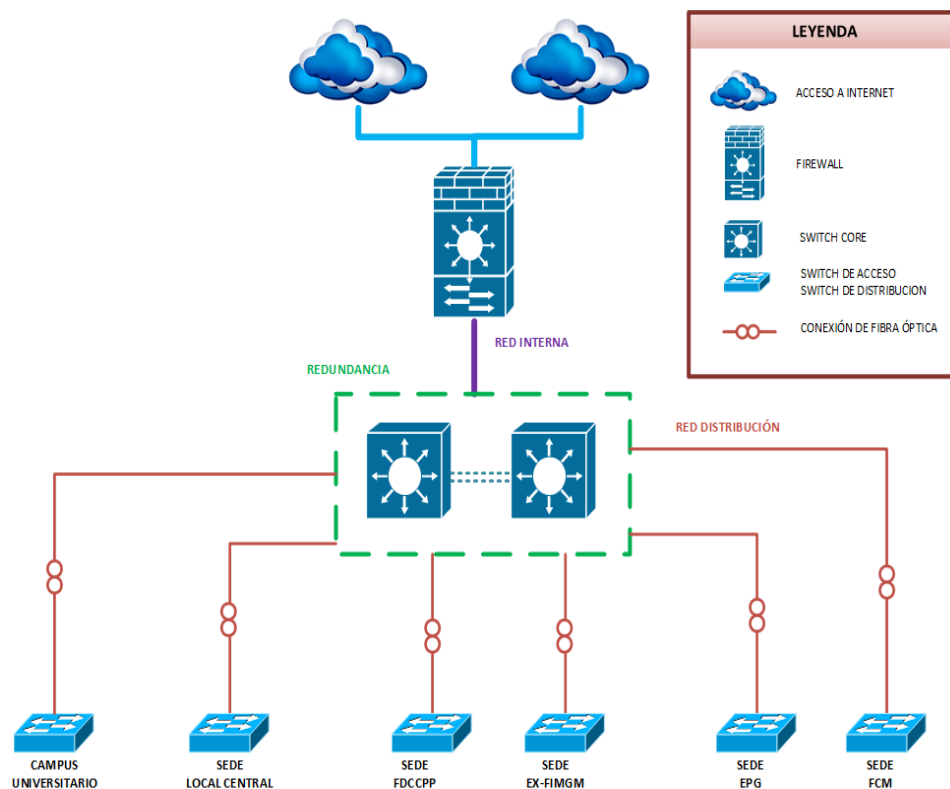 LEYENDA
ACCESO A INTERNET
FIREWALL
SWITCH CORE
SWITCH DE ACCESO
SWITCH DE DISTRIBUCION
CONEXIÓN DE FIBRA ÓPTICA
RED INTERNA
REDUNDANCIA
RED DISTRIBUCIÓN
CAMPUS
UNIVERSITARIO
SEDE
LOCAL CENTRAL
SEDE
FDCCPP
SEDE
EX-FIMGM
SEDE
EPG
SEDE
FCM